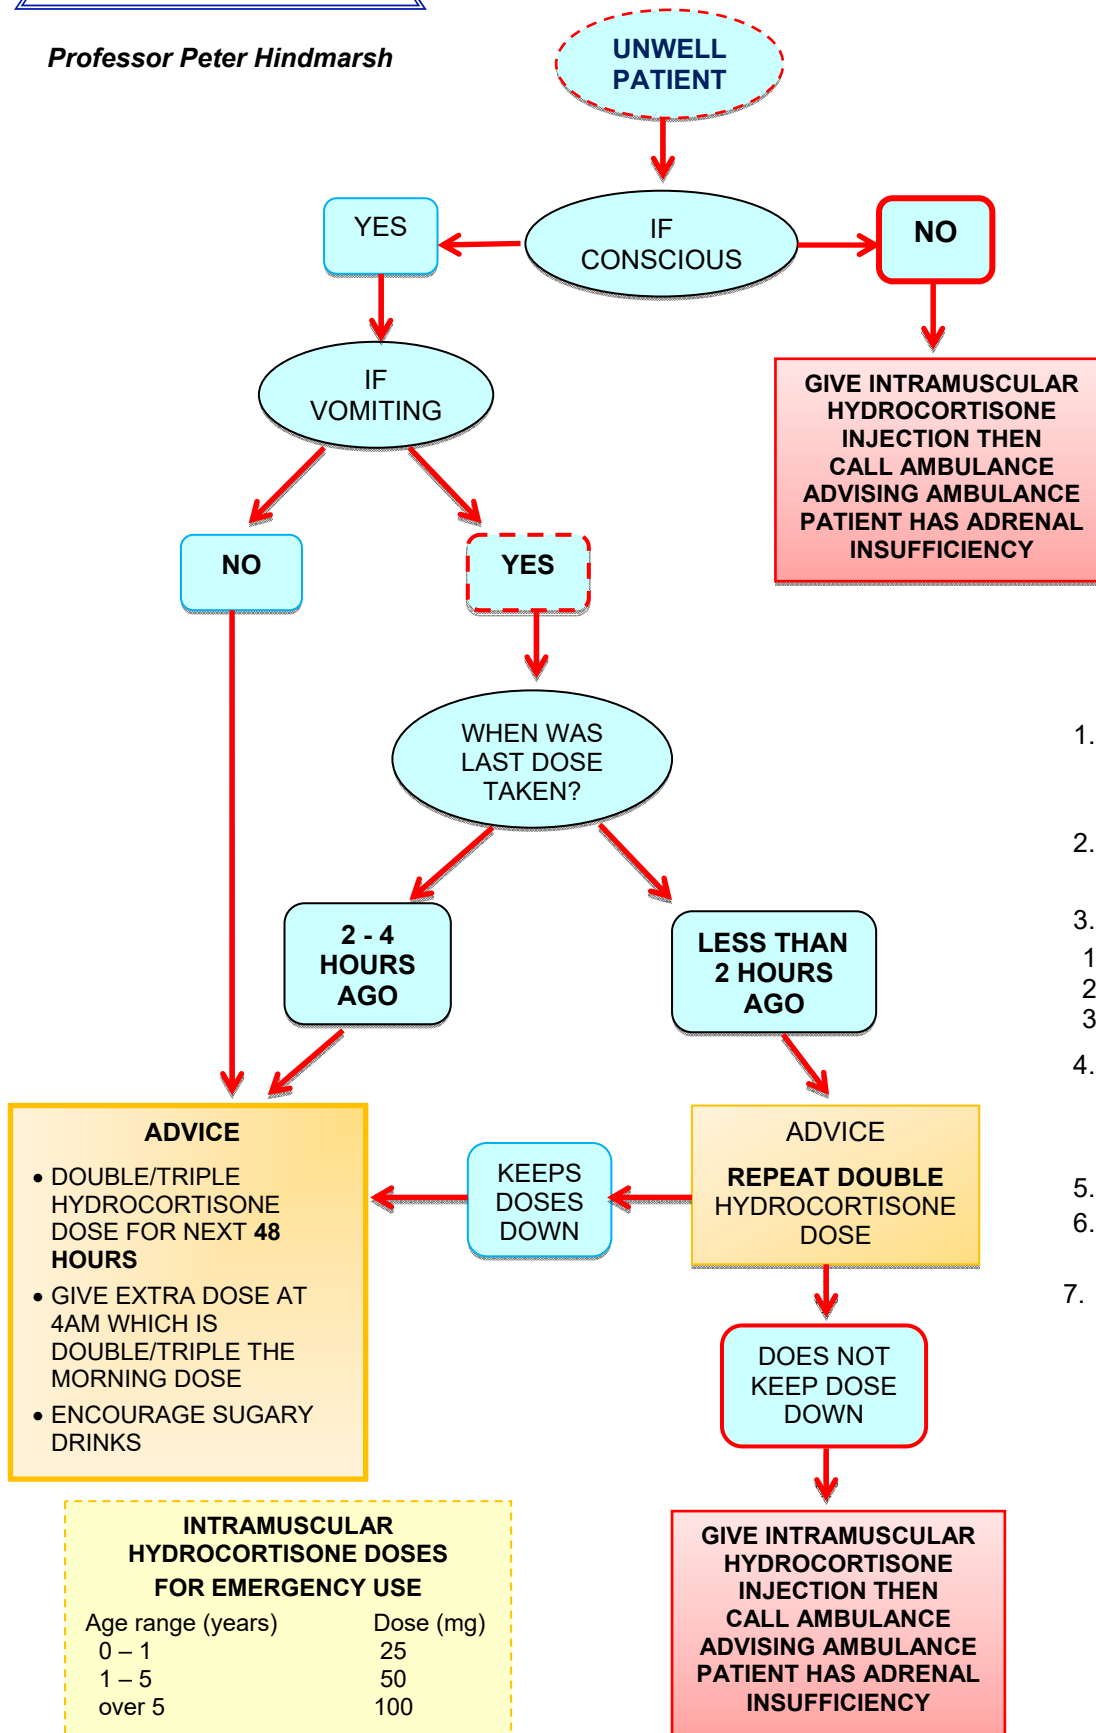 Professor Peter Hindmarsh
UNWELL
PATIENT
YES
IF
CONSCIOUS
NO
IF
VOMITING
GIVE INTRAMUSCULAR
HYDROCORTISONE
INJECTION THEN
CALL AMBULANCE
ADVISING AMBULANCE
PATIENT HAS ADRENAL
INSUFFICIENCY
NO
YES
WHEN WAS
LAST DOSE
TAKEN?
1.
2.
3.
1
2
3
4.
5.
6.
7.
2 - 4
HOURS
AGO
LESS THAN
2 HOURS
AGO
ADVICE
• DOUBLE/TRIPLE
HYDROCORTISONE
DOSE FOR NEXT 48
HOURS
• GIVE EXTRA DOSE AT
4AM WHICH IS
DOUBLE/TRIPLE THE
MORNING DOSE
• ENCOURAGE SUGARY
DRINKS
KEEPS
DOSES
DOWN
ADVICE
REPEAT DOUBLE
HYDROCORTISONE
DOSE
DOES NOT
KEEP DOSE
DOWN
INTRAMUSCULAR
HYDROCORTISONE DOSES
FOR EMERGENCY USE
Age range (years) Dose (mg)
0 – 1 25
1 – 5 50
over 5 100
GIVE INTRAMUSCULAR
HYDROCORTISONE
INJECTION THEN
CALL AMBULANCE
ADVISING AMBULANCE
PATIENT HAS ADRENAL
INSUFFICIENCY